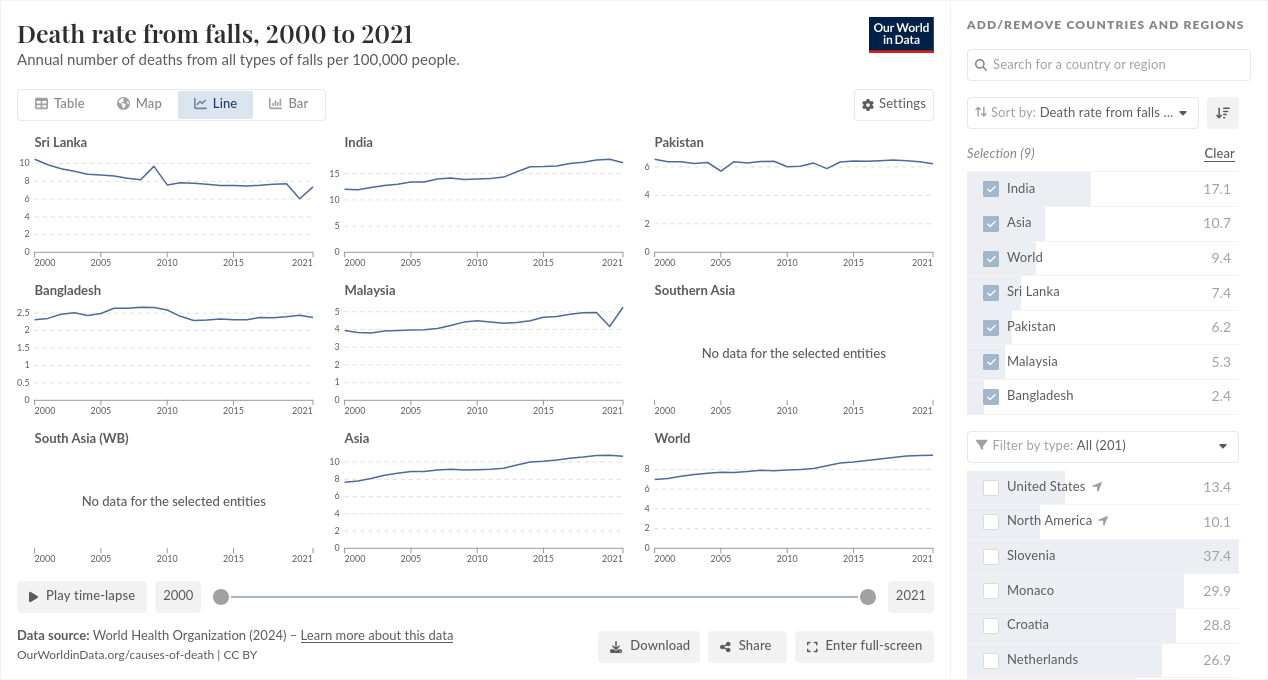 Death rate from falls, 2000 to 2021
Annual number of deaths from all types of falls per 100,000 people.
Our World
in Data
Table
Map
Line
Bar
Settings
Sri Lanka
10
8
6
4
2
0
2000
2005
2010
2015
2021
India
15
10
5
0
2000
2005
2010
2015
2021
Pakistan
6
4
2
0
2000
2005
2010
2015
2021
Bangladesh
2.5
2
1.5
1
0.5
0
2000
2005
2010
2015
2021
Malaysia
5
4
3
2
1
0
2000
2005
2010
2015
2021
Southern Asia
No data for the selected entities
2000
2005
2010
2015
2021
South Asia (WB)
No data for the selected entities
2000
2005
2010
2015
2021
Asia
10
8
6
4
2
0
2000
2005
2010
2015
2021
World
8
6
4
2
0
2000
2005
2010
2015
2021
Play time-lapse
2000
2021
Data source: World Health Organization (2024) – Learn more about this data
OurWorldinData.org/causes-of-death | CC BY
Download
Share
Enter full-screen
ADD/REMOVE COUNTRIES AND REGIONS
Search for a country or region
Sort by: Death rate from falls ...
Selection (9)
Clear
India 17.1
Asia 10.7
World 9.4
Sri Lanka 7.4
Pakistan 6.2
Malaysia 5.3
Bangladesh 2.4
Filter by type: All (201)
United States 13.4
North America 10.1
Slovenia 37.4
Monaco 29.9
Croatia 28.8
Netherlands 26.9